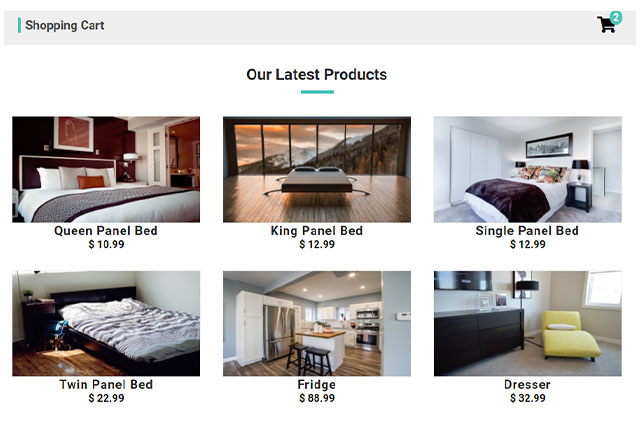 Shopping Cart
2
Our Latest Products
Queen Panel Bed
$ 10.99
King Panel Bed
$ 12.99
Single Panel Bed
$ 12.99
Twin Panel Bed
$ 22.99
Fridge
$ 88.99
Dresser
$ 32.99